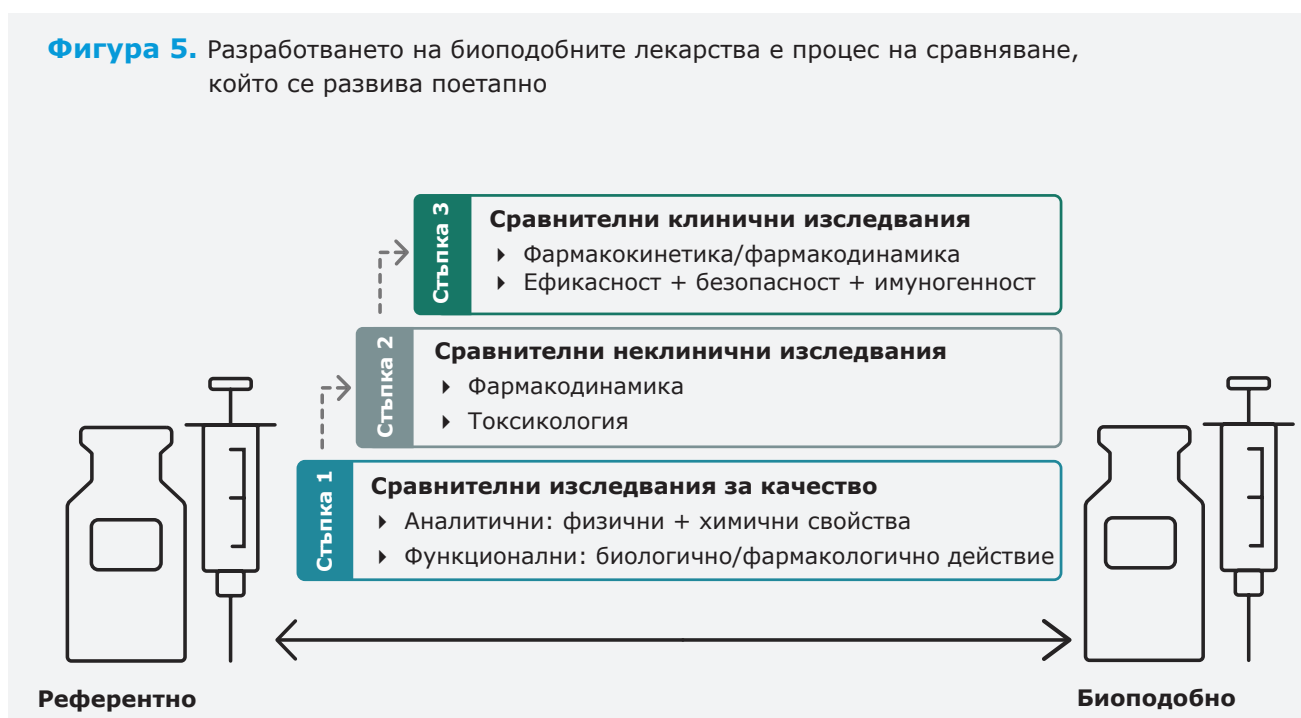 Фигура 5. Разработването на биоподобните лекарства е процес на сравняване,
който се развива поетапно
Стъпка 3
Сравнителни клинични изследвания
Фармакокинетика/фармакодинамика
Ефикасност + безопасност + имуногенност
Стъпка 2
Сравнителни неклинични изследвания
Фармакодинамика
Токсикология
Стъпка 1
Сравнителни изследвания за качество
Аналитични: физични + химични свойства
Функционални: биологично/фармакологично действие
Референтно
Биоподобно